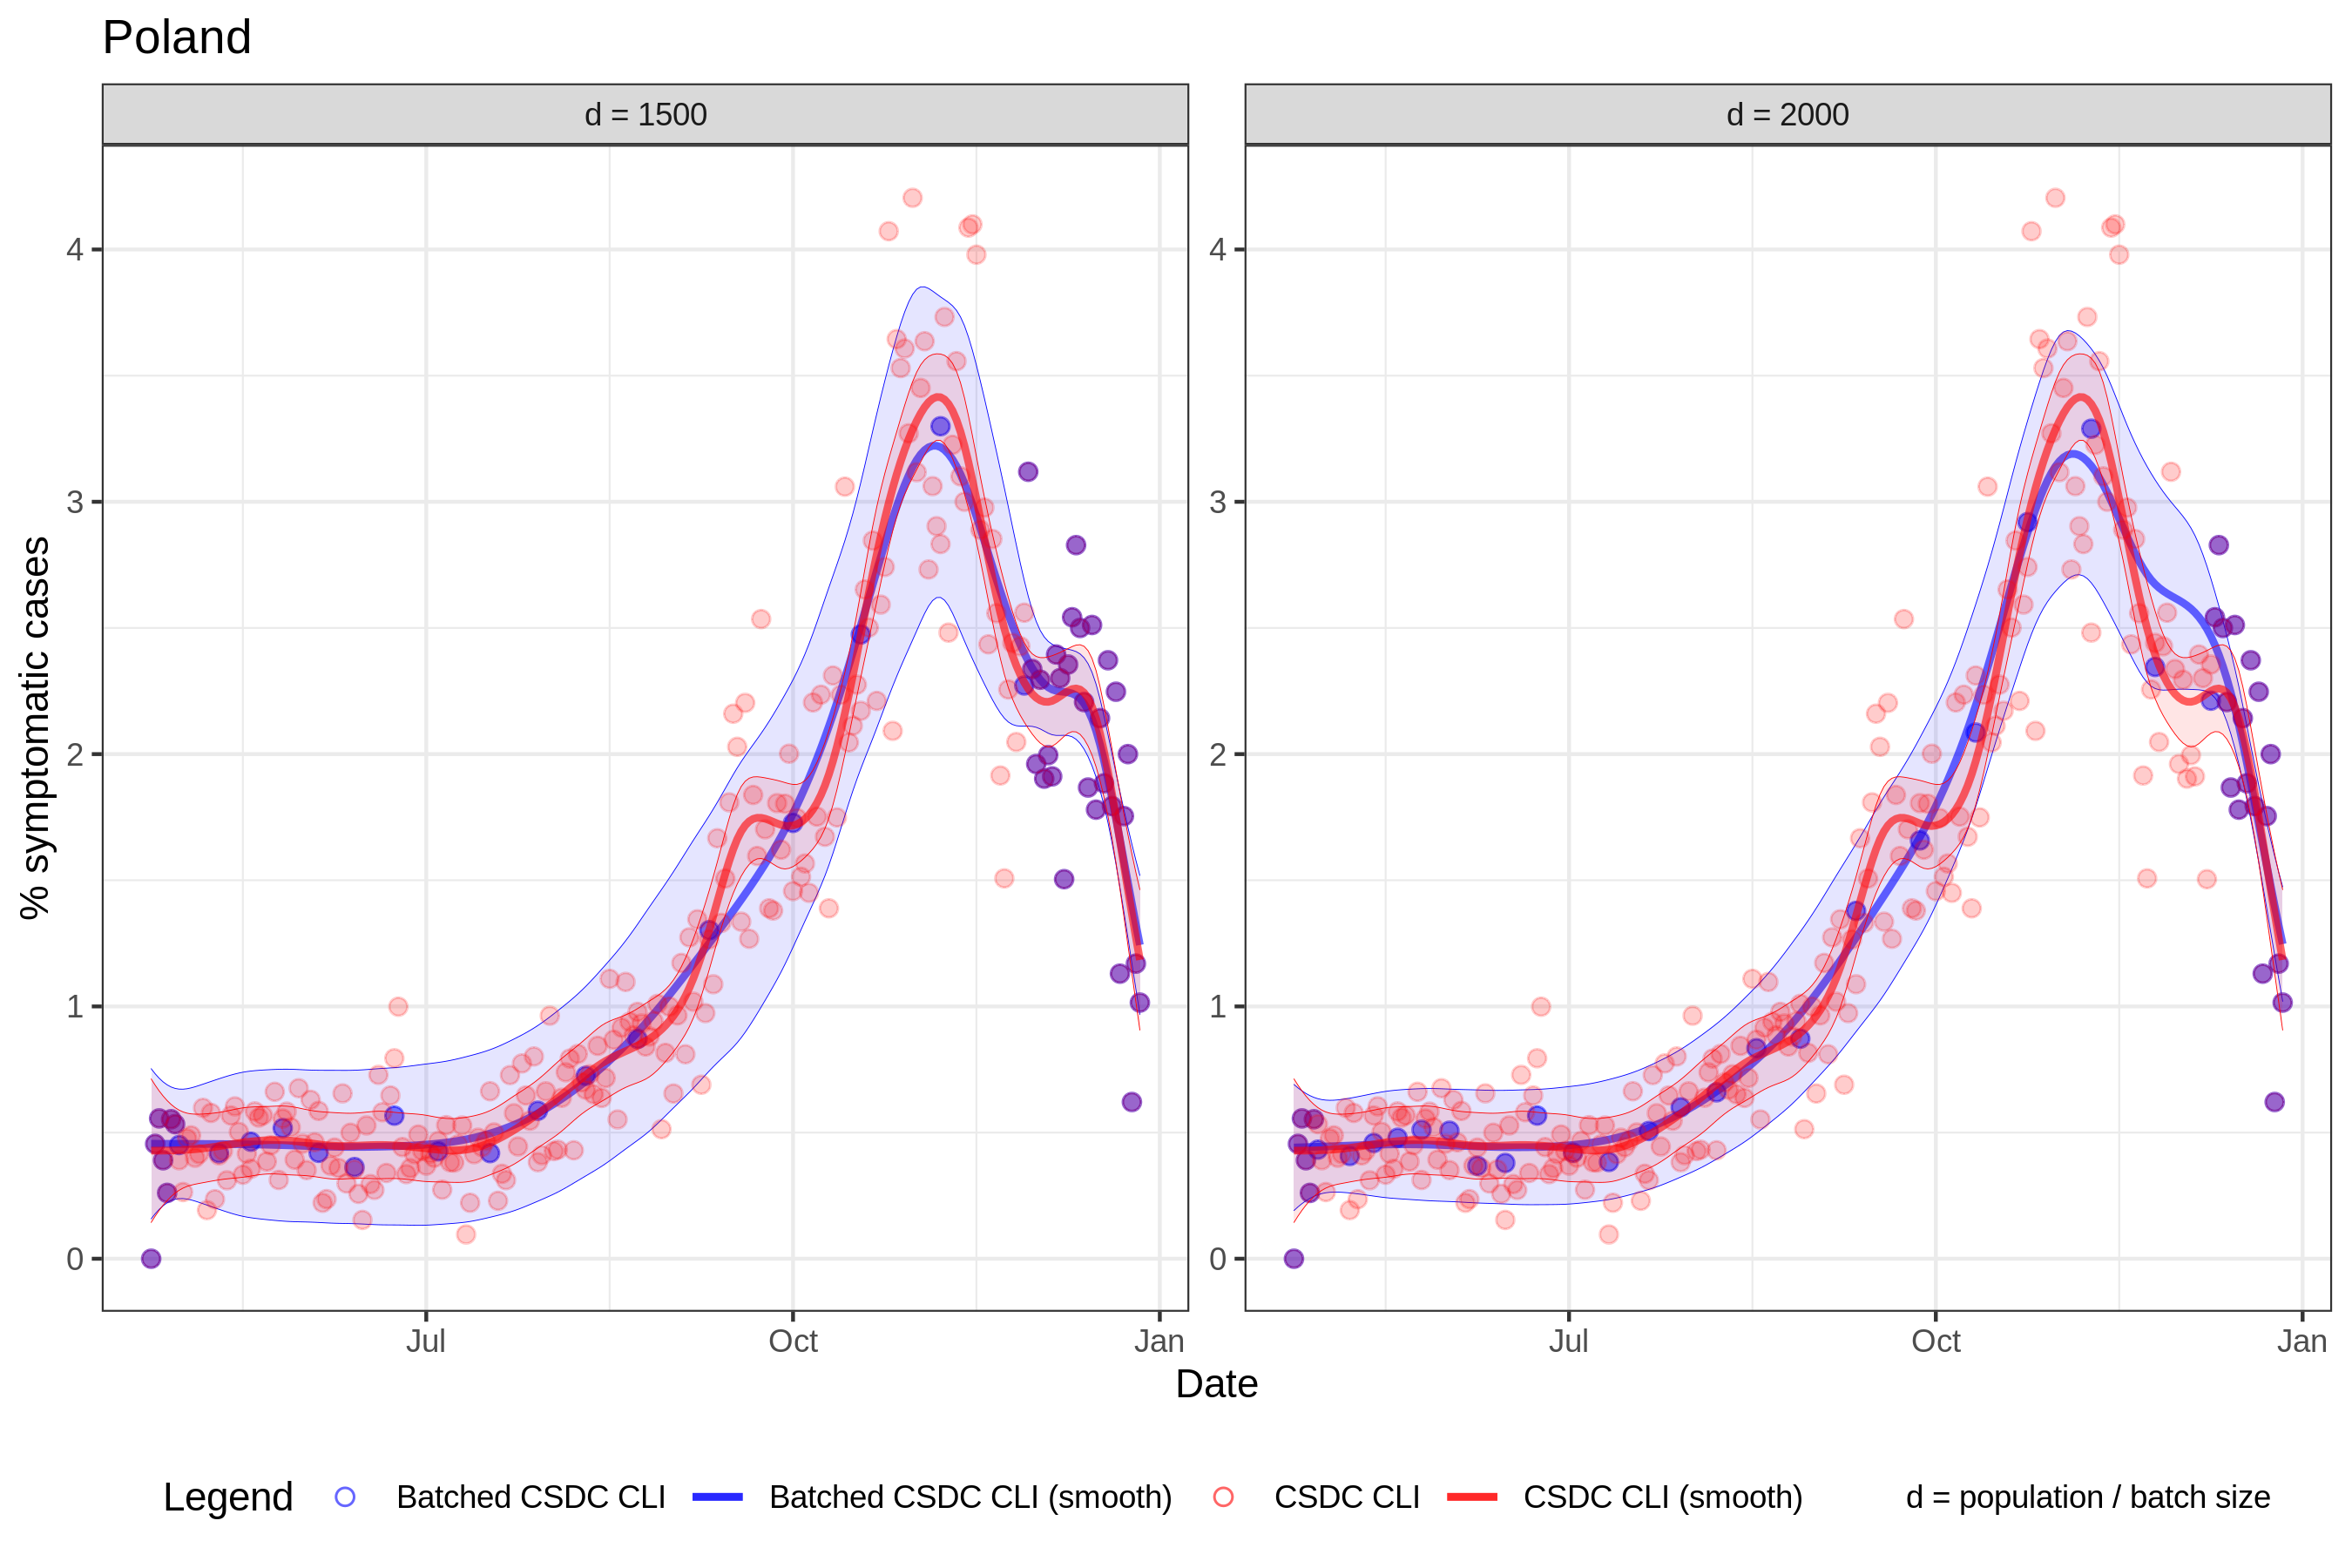 Poland
d = 1500
d = 2000
% symptomatic cases
4
3
2
1
0
4
3
2
1
0
Jul
Oct
Jan
Jul
Oct
Jan
Date
Legend
Batched CSDC CLI
Batched CSDC CLI (smooth)
CSDC CLI
CSDC CLI (smooth)
d = population / batch size